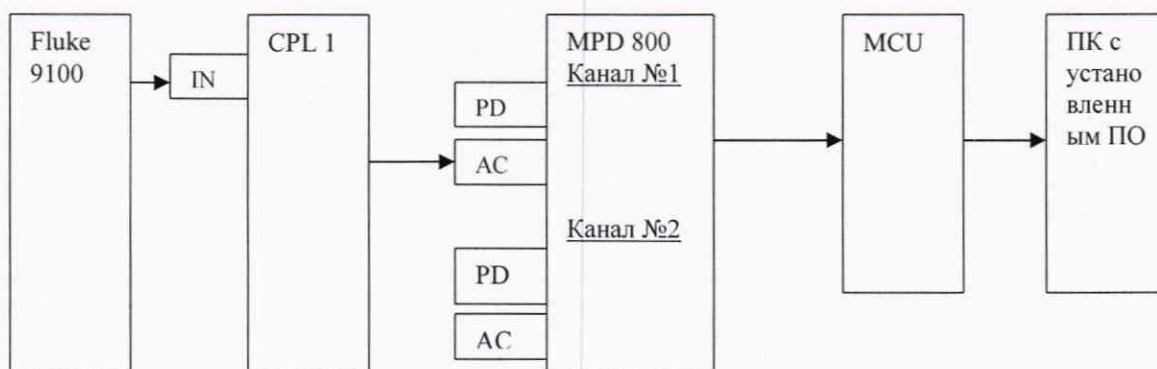 Fluke
9100
IN
CPL 1
PD
AC
MPD 800
Канал №1
Канал №2
PD
AC
MCU
ПК с
устано
вленн
ым ПО